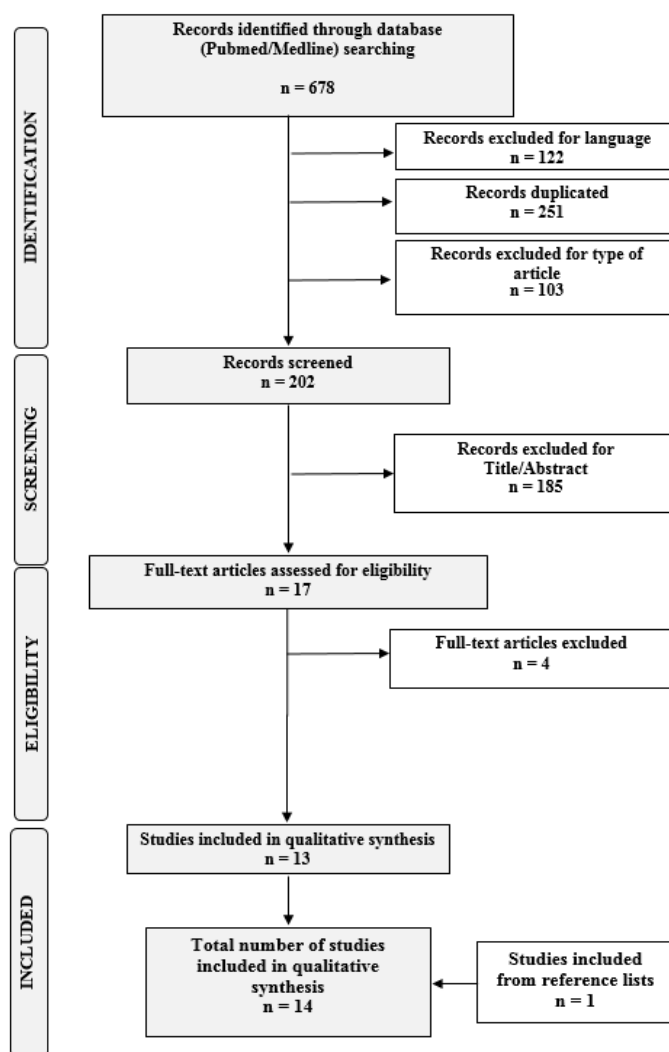 IDENTIFICATION
Records identified through database
(Pubmed/Medline) searching
n = 678
Records excluded for language
n = 122
Records duplicated
n = 251
Records excluded for type of
article
n = 103
SCREENING
Records screened
n = 202
Records excluded for
Title/Abstract
n = 185
ELIGIBILITY
Full-text articles assessed for eligibility
n = 17
Full-text articles excluded
n = 4
INCLUDED
Studies included in qualitative synthesis
n = 13
Total number of studies
included in qualitative
synthesis
n = 14
Studies included
from reference lists
n = 1